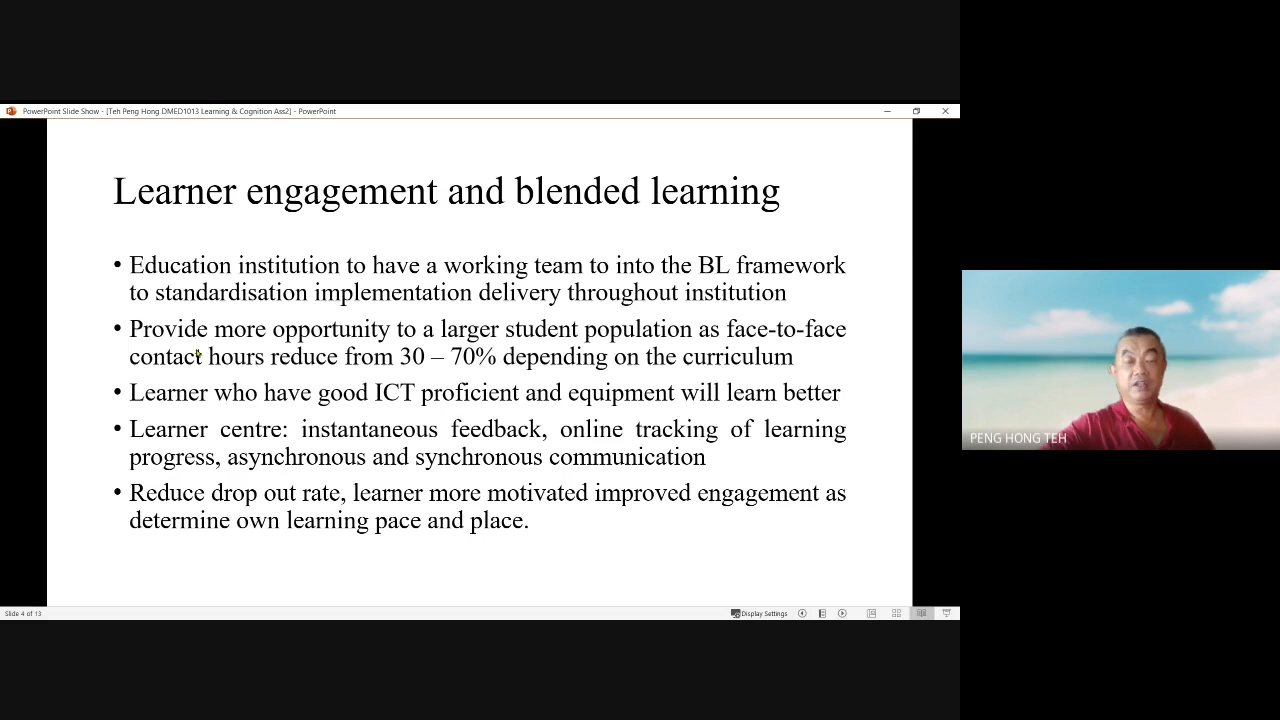 PowerPoint Slide Show - [Teh Peng Hong DMED1013 Learning & Cognition Ass2] - PowerPoint
Learner engagement and blended learning
• Education institution to have a working team to into the BL framework
to standardisation implementation delivery throughout institution
• Provide more opportunity to a larger student population as face-to-face
contact hours reduce from 30 – 70% depending on the curriculum
• Learner who have good ICT proficient and equipment will learn better
• Learner centre: instantaneous feedback, online tracking of learning
progress, asynchronous and synchronous communication
• Reduce drop out rate, learner more motivated improved engagement as
determine own learning pace and place.
PENG HONG TEH
Slide 4 of 13
Display Settings